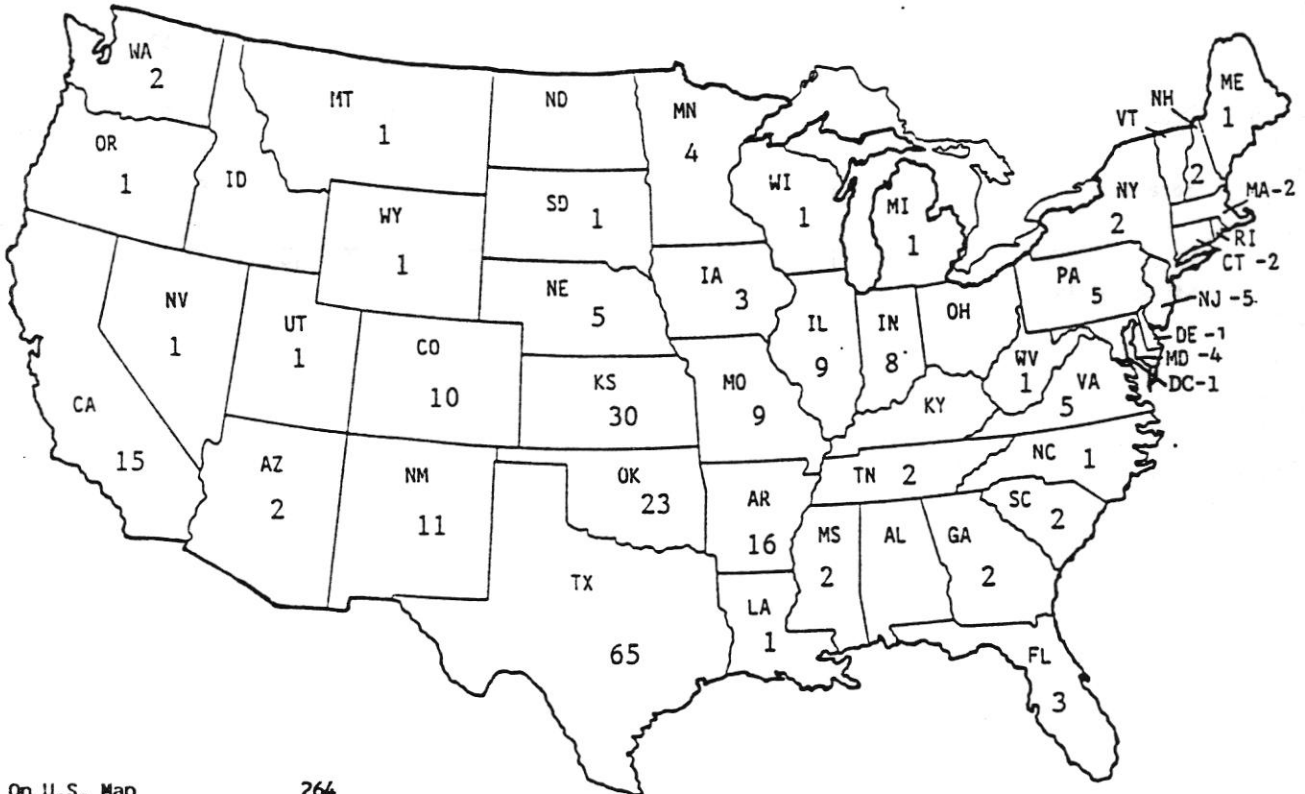 WA
2
MT
1
ND
MN
4
OR
1
ID
WY
1
SD 1
WI
1
MI
1
VT
NH
ME
1
2
NY
2
MA-2
RI
CT -2
NV
1
UT
1
CO
10
NE
5
IA
3
IL
9
IN
8
OH
PA
5
NJ -5
DE -1
MD -4
DC-1
WV
1
VA
5
CA
15
KS
30
MO
9
KY
AZ
2
NM
11
OK
23
AR
16
TN 2
NC 1
SC
2
MS
2
AL
GA
2
TX
65
LA
1
FL
3
On U.S. Map 264